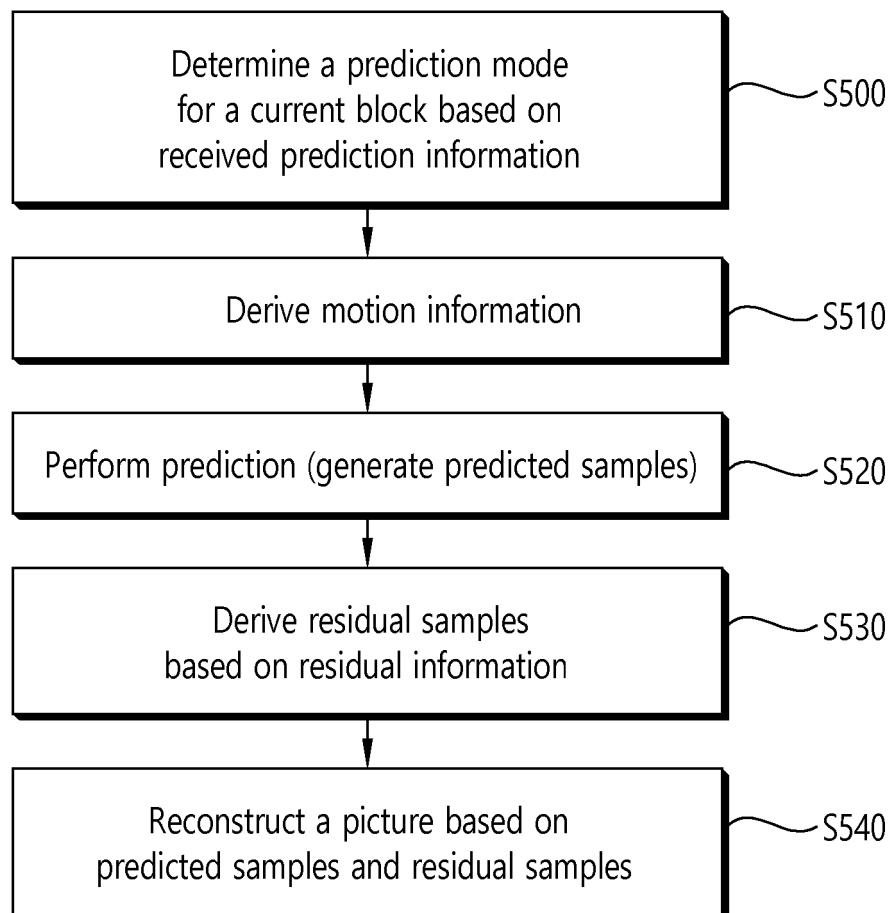 Determine a prediction mode
for a current block based on
received prediction information
S500
Derive motion information
S510
Perform prediction (generate predicted samples)
S520
Derive residual samples
based on residual information
S530
Reconstruct a picture based on
predicted samples and residual samples
S540